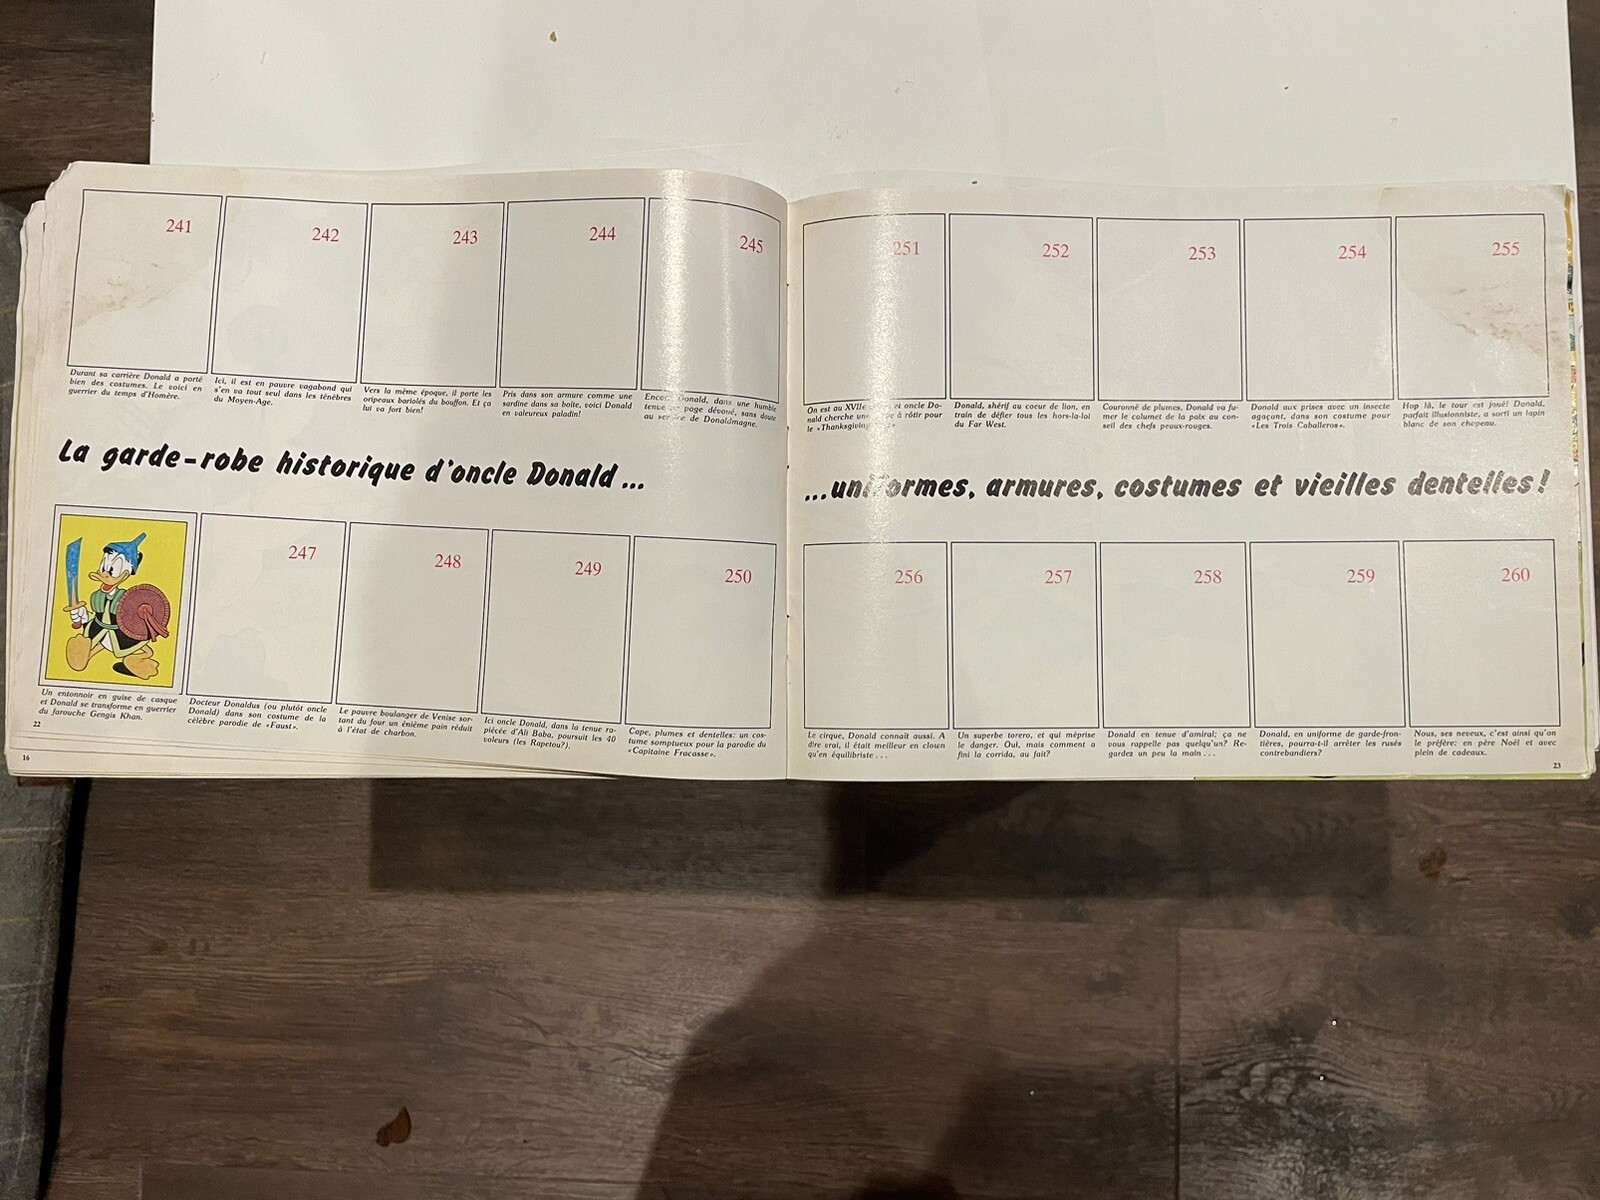 241
242
243
244
245
Durant sa carrière Donald a porté
bien des costumes. Le voici en
guerrier du temps d'Homère.
Ici, il est en pauvre vagabond qui
s'en va tout seul dans les ténèbres
du Moyen-Age.
Vers la même époque, il porte les
oripeaux bariolés du bouffon. Et ça
lui va fort bien!
Pris dans son armure comme une
sardine dans sa boîte, voici Donald
en valeureux paladin!
Donald, dans une humble
tenue page dévoué, sans doute
au de Donaldmagne.
La garde-robe historique d'oncle Donald...
247
248
249
250
Un entonnoir en guise de casque
et Donald se transforme en guerrier
du farouche Gengis Khan.
Docteur Donaldus (ou plutôt oncle
Donald) dans son costume de la
célèbre parodie de «Faust».
Le pauvre boulanger de Venise sor-
tant du four un énième pain réduit
à l'état de charbon.
Ici oncle Donald, dans la tenue ra-
piécée d'Ali Baba, poursuit les 40
voleurs (les Rapetou?).
Cape, plumes et dentelles: un cos-
tume somptueux pour la parodie du
«Capitaine Fracasse».
22
16
251
252
253
254
255
On est au XVIIe et oncle Do-
nald cherche à rôtir pour
le «Thanksgiving
Donald, shérif au coeur de lion, en
train de défier tous les hors-la-loi
du Far West.
Couronné de plumes, Donald va fu-
mer le calumet de la paix au con-
seil des chefs peaux-rouges.
Donald aux prises avec un insecte
agaçant, dans son costume pour
«Les Trois Caballeros».
Hop là, le tour est joué! Donald,
parfait illusionniste, a sorti un lapin
blanc de son chapeau.
...uniformes, armures, costumes et vieilles dentelles!
256
257
258
259
260
Le cirque, Donald connait aussi. A
dire vrai, il était meilleur en clown
qu'en équilibriste...
Un superbe torero, et qui méprise
le danger. Oui, mais comment a
fini la corrida, au fait?
Donald en tenue d'amiral; ça ne
vous rappelle pas quelqu'un? Re-
gardez un peu la main...
Donald, en uniforme de garde-fron-
tières, pourra-t-il arrêter les rusés
contrebandiers?
Nous, ses neveux, c'est ainsi qu'on
le préfère: en père Noël et avec
plein de cadeaux.
23